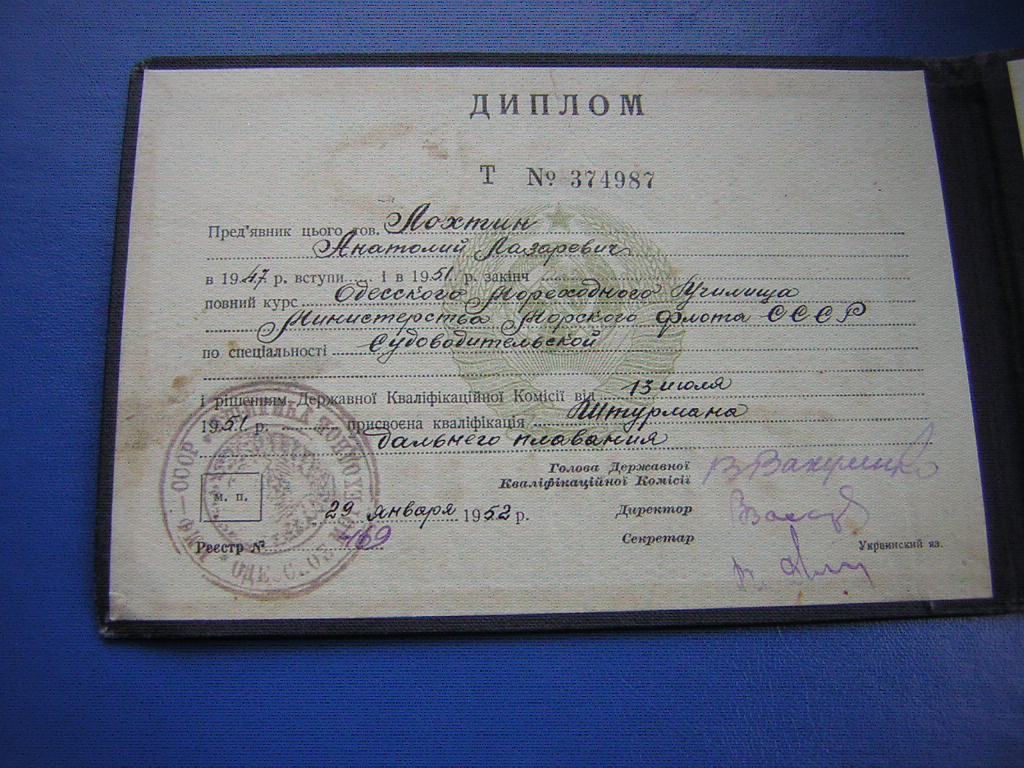 ДИПЛОМ
Т № 374987
Пред'явник цього тов. Лохтин
Анатолий Лазаревич
в 1947 р. вступи..... і в 1951 р. закінч
повний курс Одесского Мореходного Училища
Министерства Морского флота СССР
по спеціальності Судоводительской
і рішенням Державної Кваліфікаційної Комісії від 13 июля
1951 р. присвоєна кваліфікація Штурмана
дальнего плавания
Голова Державної
Кваліфікаційної Комісії
м. п.
29 января 1952 р.
Директор
Секретар
Реєстр № 469
Украинский яз.
СССР
ММФ